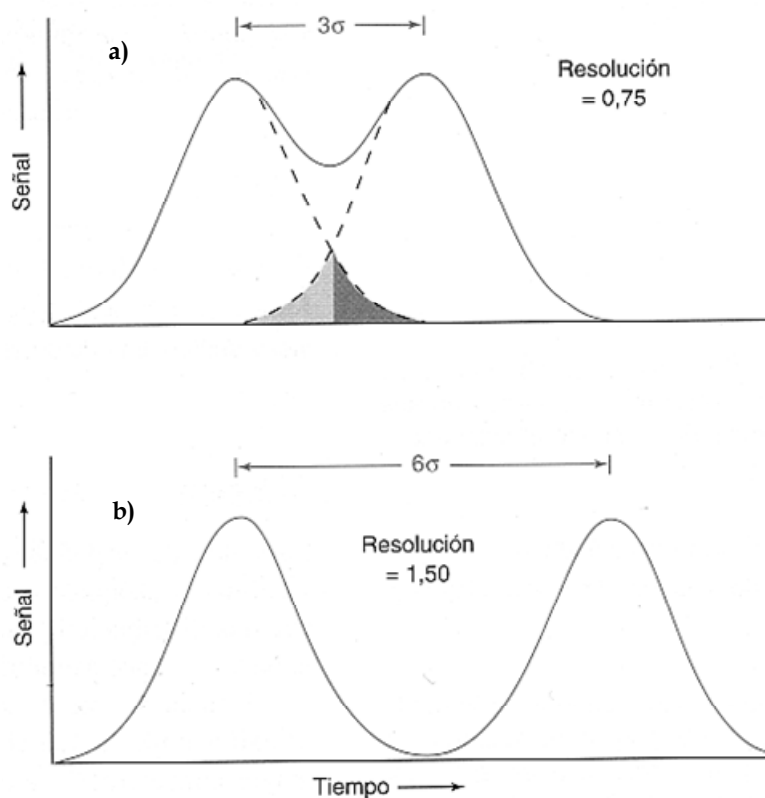 3σ
a)
Resolución
= 0,75
Señal
6σ
b)
Resolución
= 1,50
Señal
Tiempo